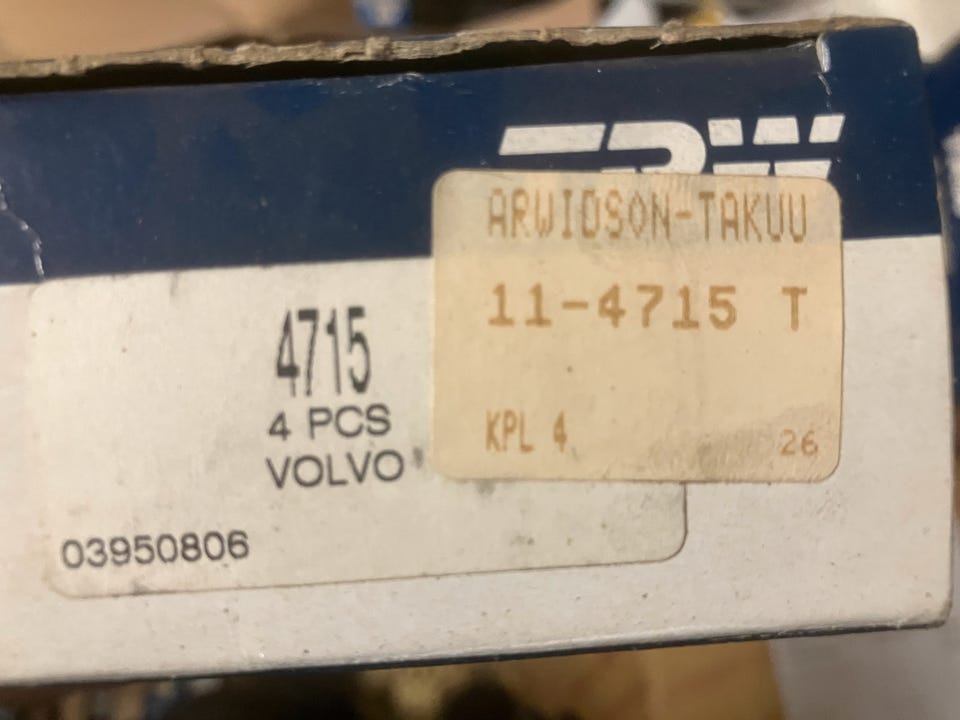 TRW
ARWIDSON-TAKUU
11-4715 T
KPL 4
26
4715
4 PCS
VOLVO
03950806